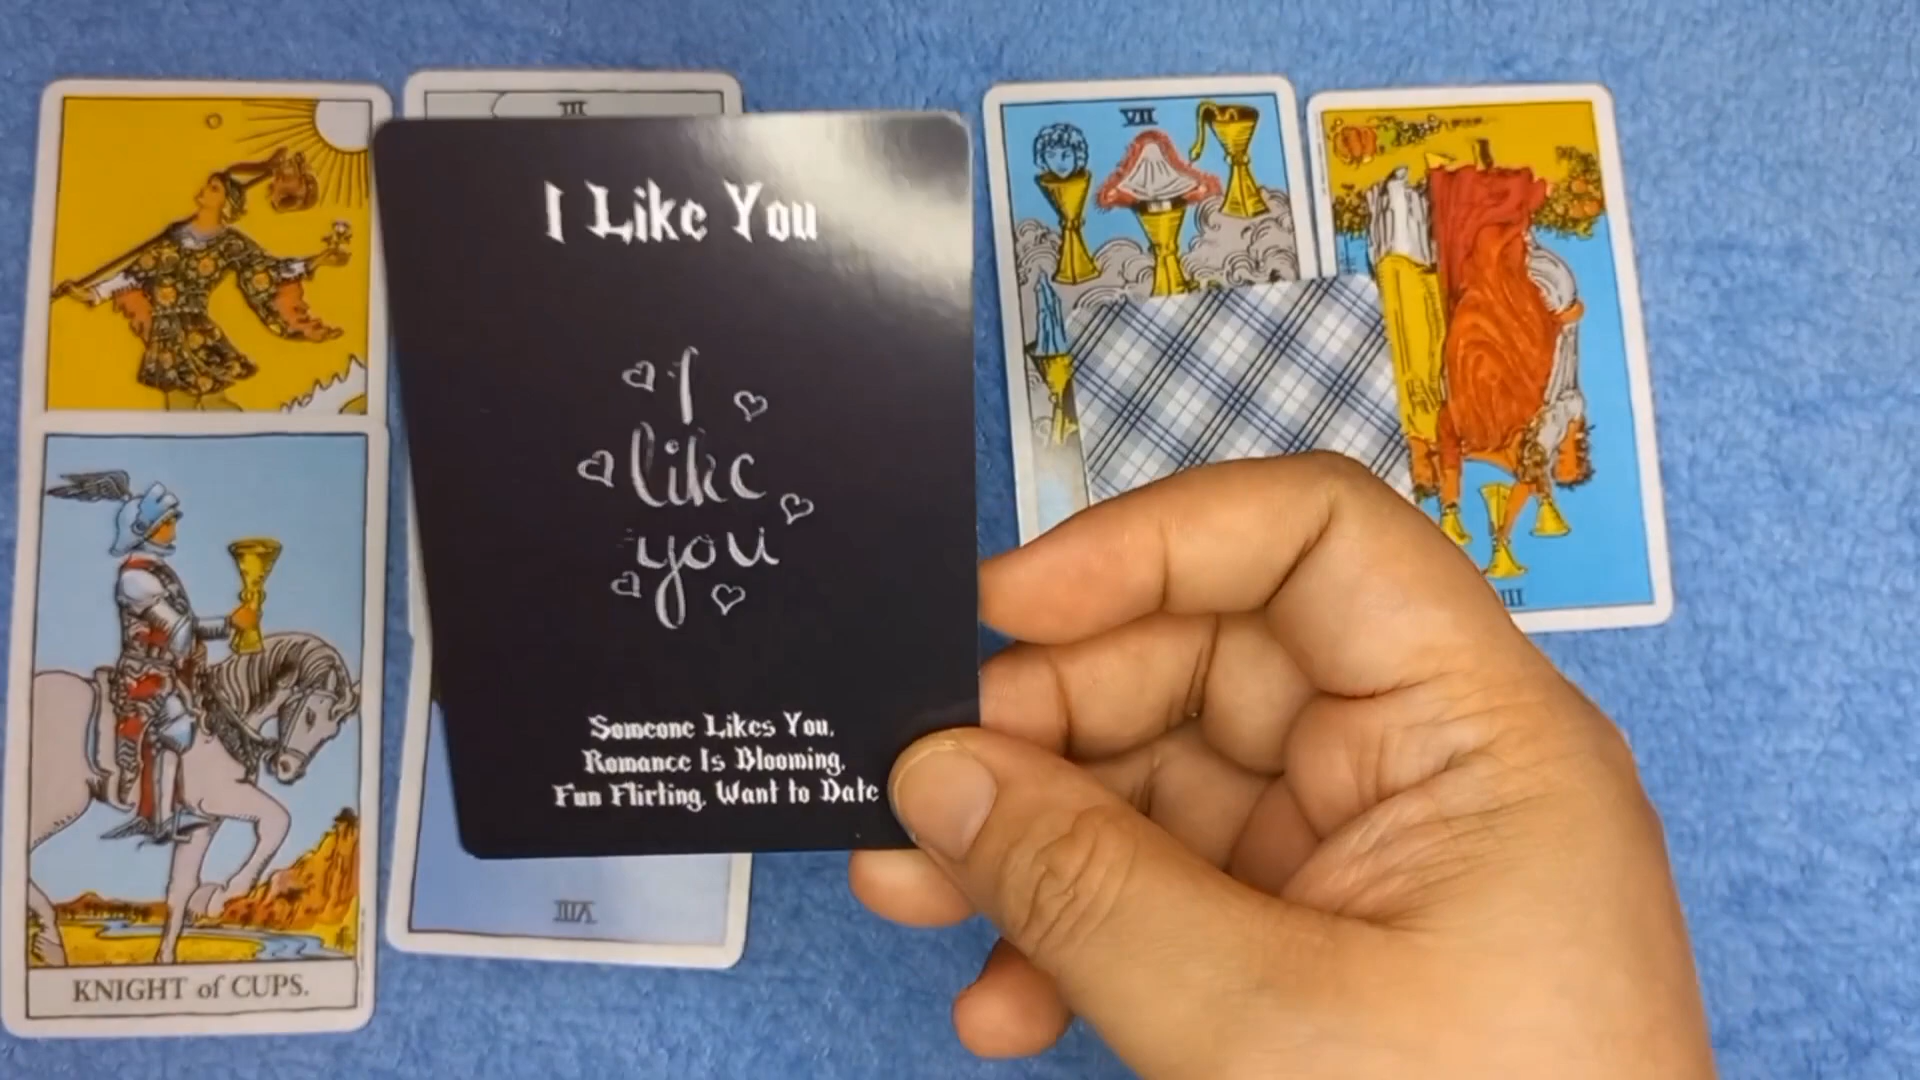 III
VII
I Like You
I
like
you
Someone Likes You,
Romance Is Blooming,
Fun Flirting, Want to Date
III
VIII
KNIGHT of CUPS.